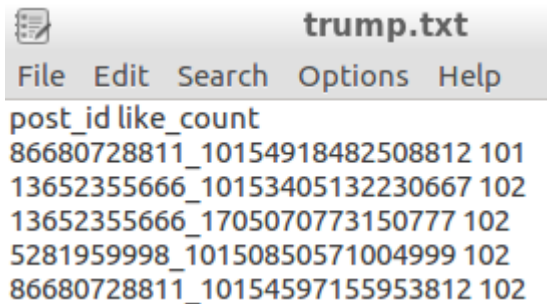 trump.txt
File Edit Search Options Help
post_id like_count
86680728811_10154918482508812 101
13652355666_10153405132230667 102
13652355666_1705070773150777 102
5281959998_10150850571004999 102
86680728811_10154597155953812 102